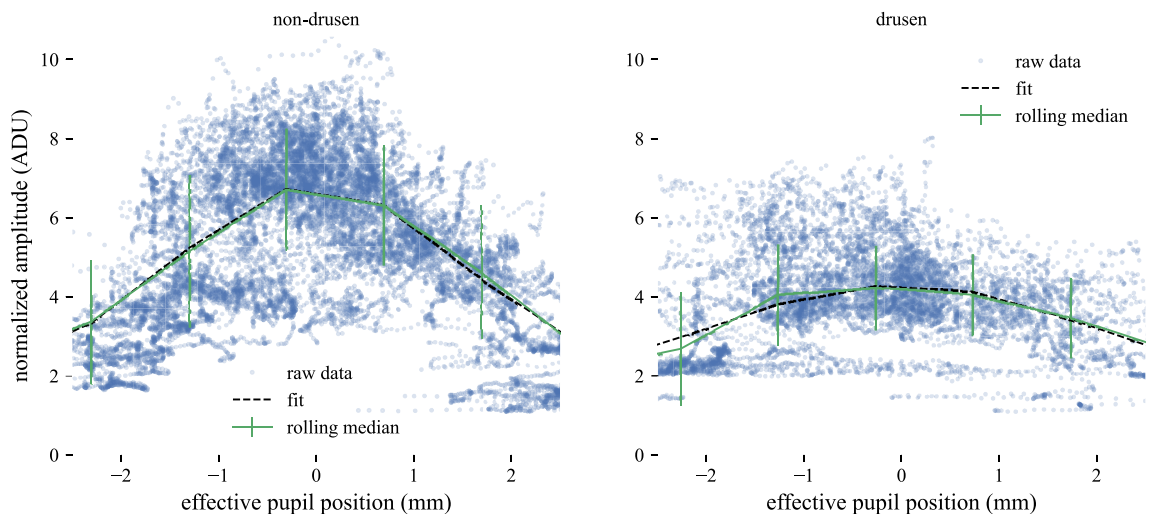 non-drusen
drusen
normalized amplitude (ADU)
10
8
6
4
2
0
raw data
fit
rolling median
−2
−1
0
1
2
effective pupil position (mm)
10
8
6
4
2
0
raw data
fit
rolling median
−2
−1
0
1
2
effective pupil position (mm)